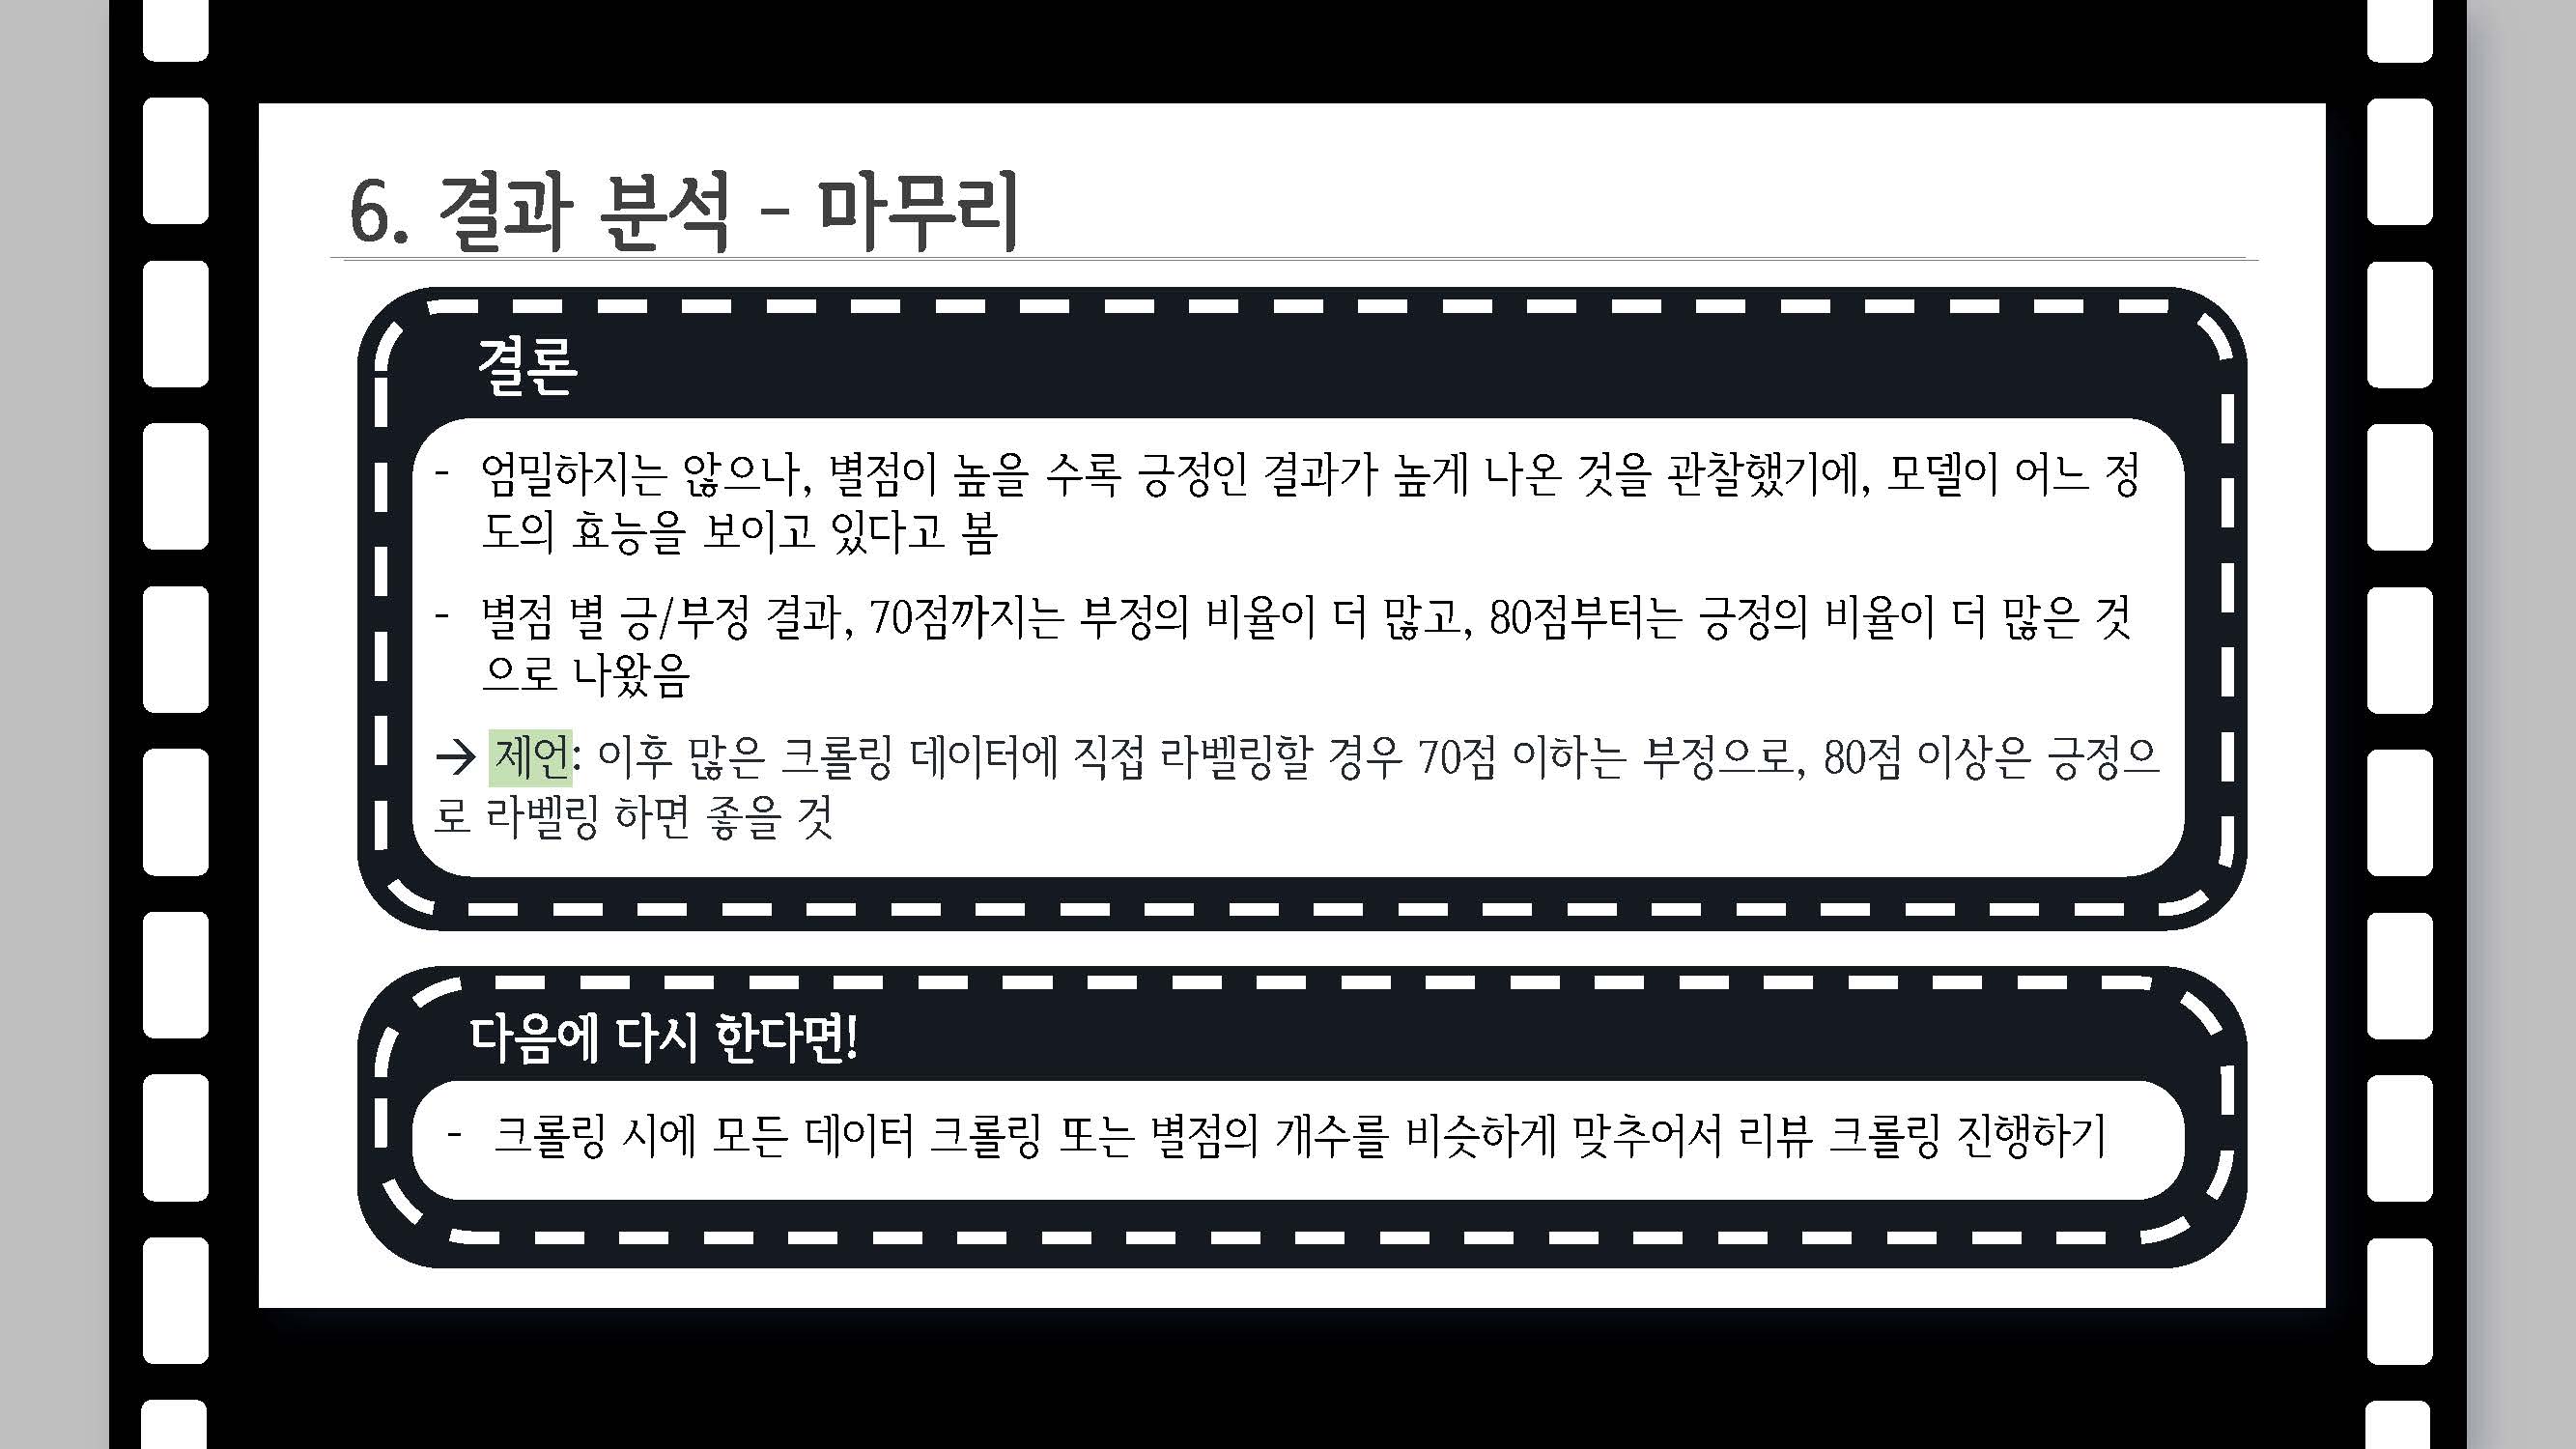 6. 결과 분석 - 마무리
결론
- 엄밀하지는 않으나, 별점이 높을 수록 긍정인 결과가 높게 나온 것을 관찰했기에, 모델이 어느 정
도의 효능을 보이고 있다고 봄
- 별점 별 긍/부정 결과, 70점까지는 부정의 비율이 더 많고, 80점부터는 긍정의 비율이 더 많은 것
으로 나왔음
→ 제언: 이후 많은 크롤링 데이터에 직접 라벨링할 경우 70점 이하는 부정으로, 80점 이상은 긍정으
로 라벨링 하면 좋을 것
다음에 다시 한다면!
- 크롤링 시에 모든 데이터 크롤링 또는 별점의 개수를 비슷하게 맞추어서 리뷰 크롤링 진행하기